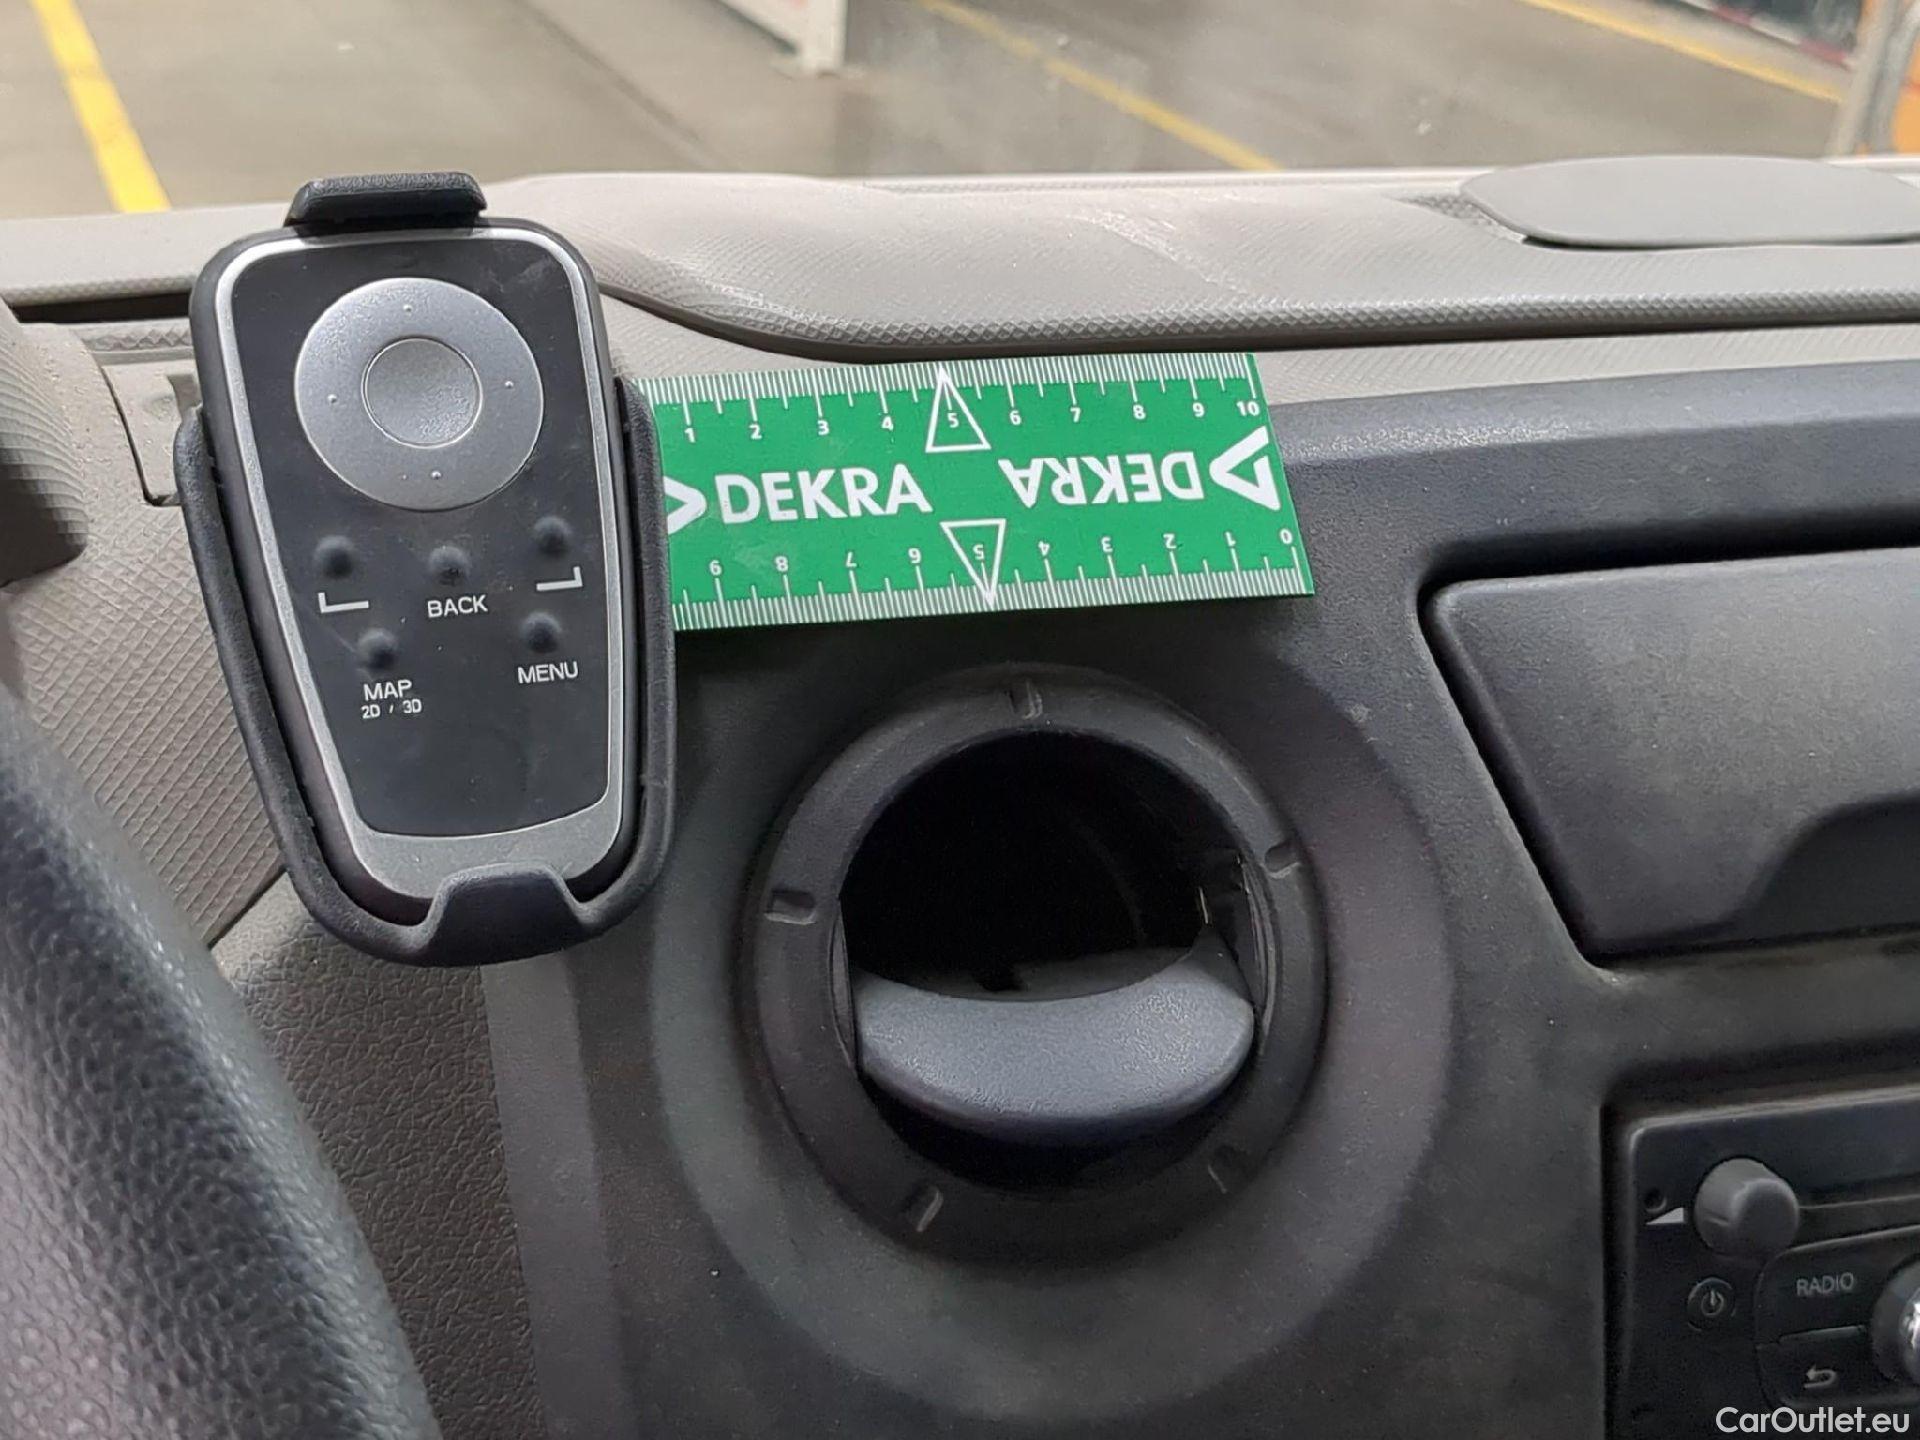 1 2 3 4 5 6 7 8 9 10
DEKRA
DEKRA
9 8 7 6 5 4 3 2 1 0
BACK
MENU
MAP
2D / 3D
RADIO
CarOutlet.eu